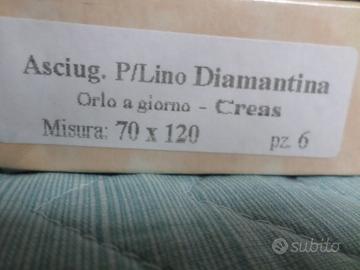 Asciug. P/Lino Diamantina
Orlo a giorno - Creas
Misura: 70 x 120 pz. 6
subito